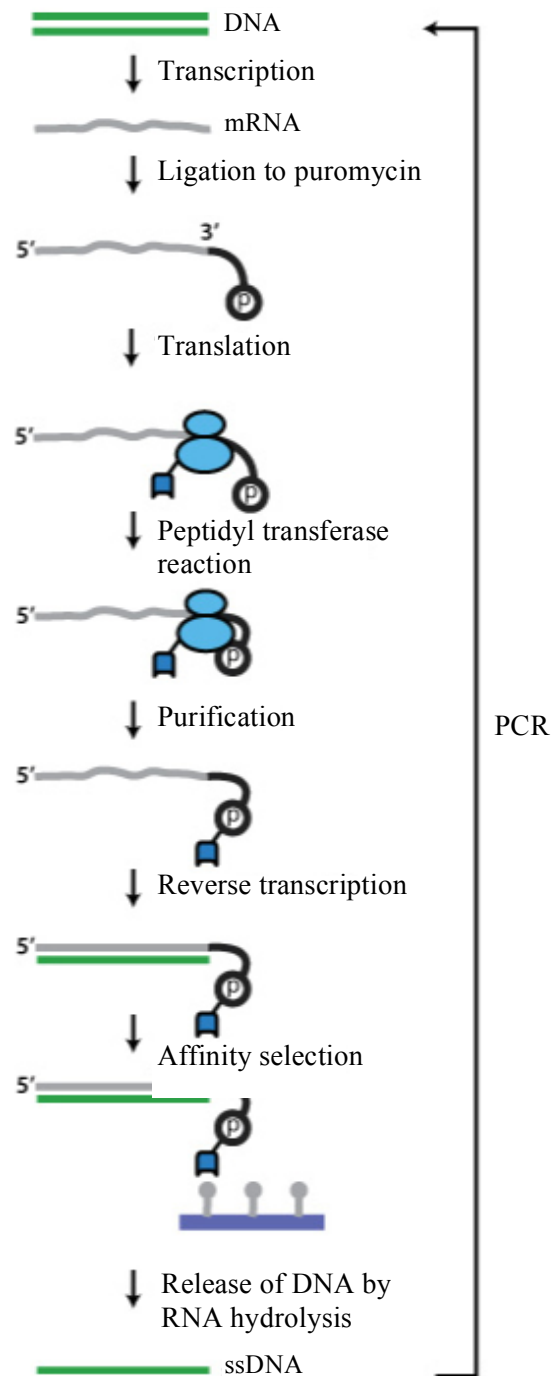 DNA
Transcription
mRNA
Ligation to puromycin
3'
5'
P
Translation
5'
P
Peptidyl transferase
reaction
5'
P
Purification
PCR
5'
P
Reverse transcription
5'
P
Affinity selection
5'
P
Release of DNA by
RNA hydrolysis
ssDNA